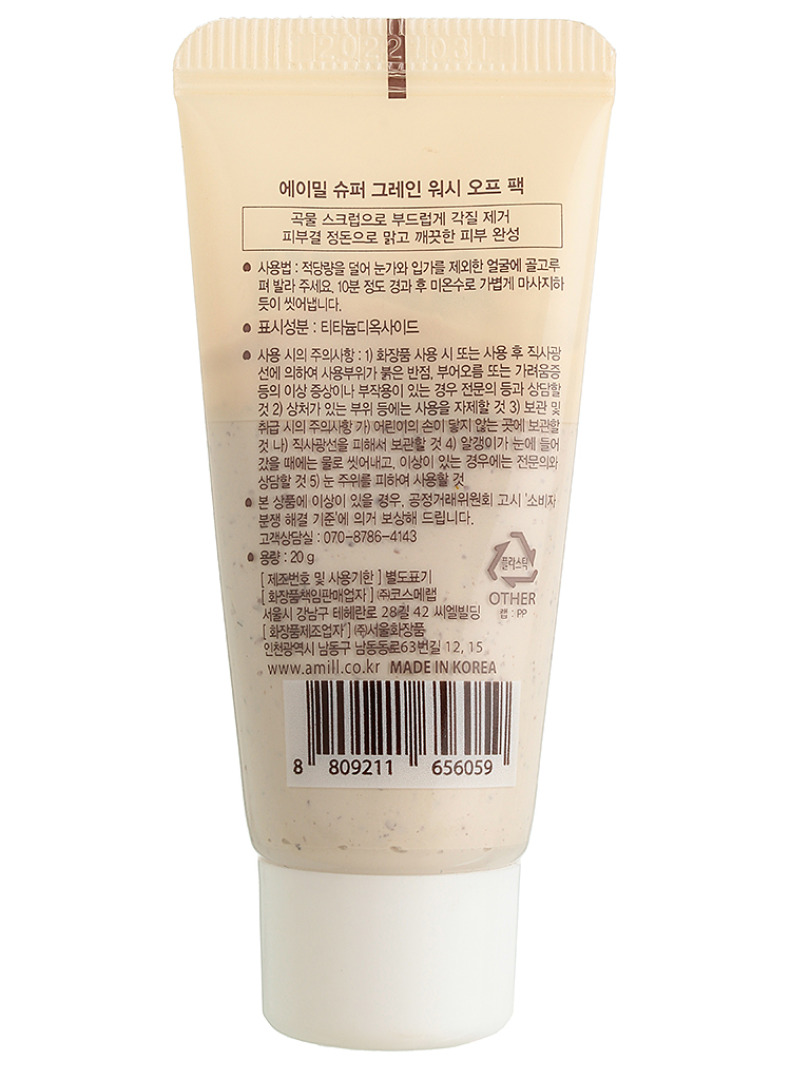 에이밀 슈퍼 그레인 워시 오프 팩
곡물 스크럽으로 부드럽게 각질 제거
피부결 정돈으로 맑고 깨끗한 피부 완성
사용법 : 적당량을 덜어 눈가와 입가를 제외한 얼굴에 골고루
펴 발라 주세요. 10분 정도 경과 후 미온수로 가볍게 마사지하
듯이 씻어냅니다.
표시성분 : 티타늄디옥사이드
사용 시의 주의사항 : 1) 화장품 사용 시 또는 사용 후 직사광
선에 의하여 사용부위가 붉은 반점, 부어오름 또는 가려움증
등의 이상 증상이나 부작용이 있는 경우 전문의 등과 상담할
것 2) 상처가 있는 부위 등에는 사용을 자제할 것 3) 보관 및
취급 시의 주의사항 가) 어린이의 손이 닿지 않는 곳에 보관할
것 나) 직사광선을 피해서 보관할 것 4) 알갱이가 눈에 들어
갔을 때에는 물로 씻어내고, 이상이 있는 경우에는 전문의와
상담할 것 5) 눈 주위를 피하여 사용할 것
본 상품에 이상이 있을 경우, 공정거래위원회 고시 '소비자
분쟁 해결 기준'에 의거 보상해 드립니다.
고객상담실 : 070-8786-4143
용량 : 20 g
[ 제조번호 및 사용기한 ] 별도표기
[ 화장품책임판매업자 ] ㈜코스메랩
서울시 강남구 테헤란로 28길 42 씨엘빌딩
[ 화장품제조업자 ] ㈜서울화장품
인천광역시 남동구 남동동로63번길 12, 15
www.amill.co.kr MADE IN KOREA
플라스틱
OTHER
캡 : PP
8 809211 656059